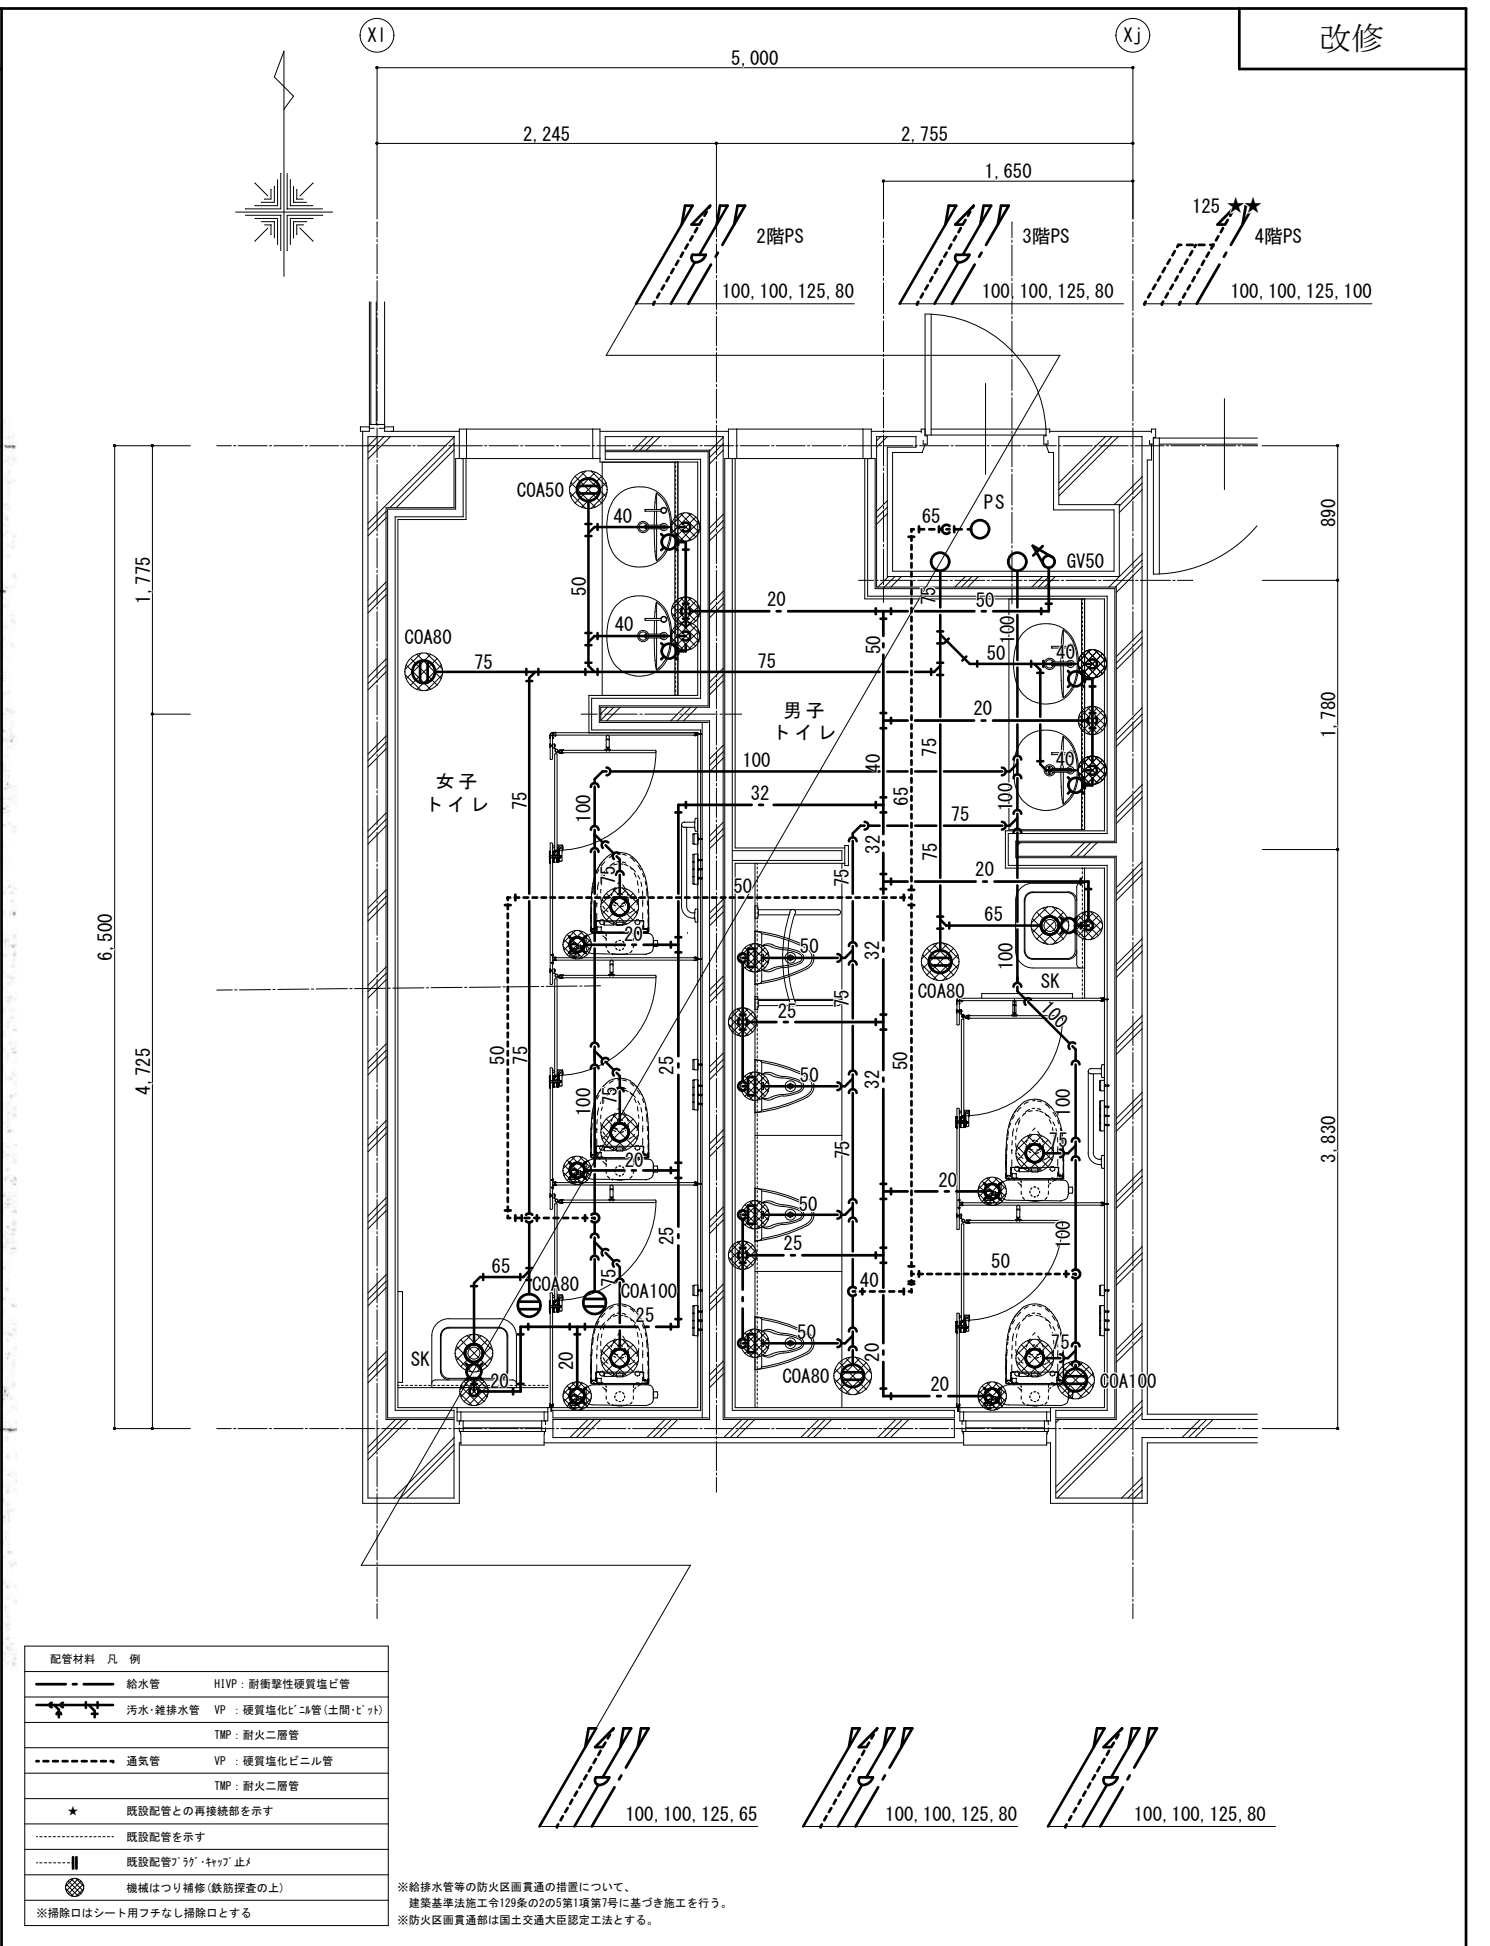 改修
X1
Xj
5,000
2,245
2,755
1,650
2階PS
100,100,125,80
3階PS
100,100,125,80
125 ★★
4階PS
100,100,125,100
COA50
40
65
PS
GV50
890
1,775
50
75
20
50
40
COA80
75
75
50
100
50
40
20
男子
トイレ
1,780
女子
トイレ
100
40
75
40
75
100
32
65
100
75
75
32
75
75
20
50
65
20
50
32
100
COA80
SK
6,500
25
75
100
4,725
50
75
25
100
75
50
32
50
100
75
75
3,830
20
20
50
25
25
100
50
65
75
40
COA80
COA100
25
50
75
SK
20
20
20
COA80
20
COA100
配管材料 凡 例
給水管 HIVP：耐衝撃性硬質塩ビ管
汚水・雑排水管 VP ：硬質塩化ビニル管(土間・ピット)
TMP：耐火二層管
通気管 VP ：硬質塩化ビニル管
TMP：耐火二層管
★ 既設配管との再接続部を示す
既設配管を示す
既設配管プラグ・キャップ止メ
機械はつり補修(鉄筋探査の上)
※掃除口はシート用フチなし掃除口とする
100,100,125,65
100,100,125,80
100,100,125,80
※給排水管等の防火区画貫通の措置について、
建築基準法施工令129条の2の5第1項第7号に基づき施工を行う。
※防火区画貫通部は国土交通大臣認定工法とする。